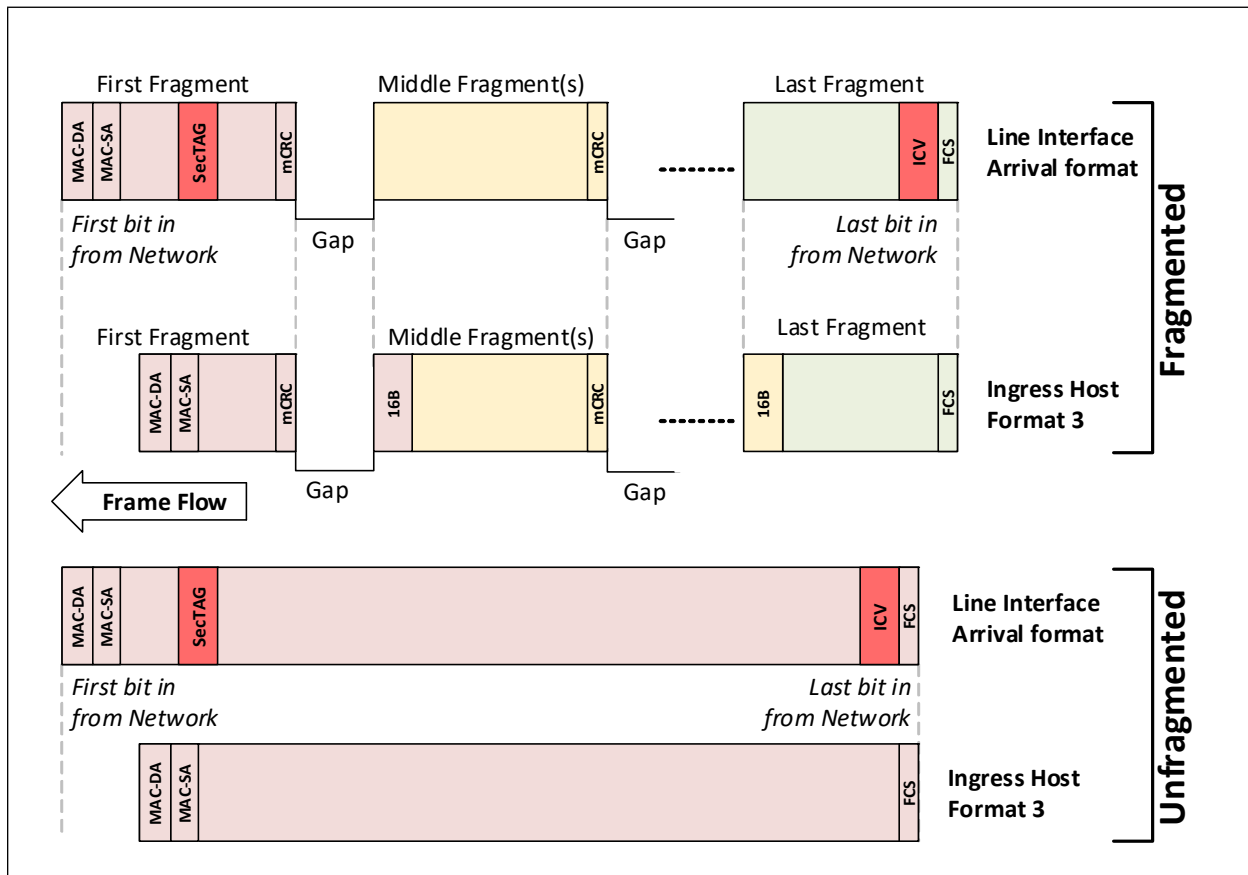 First Fragment
Middle Fragment(s)
Last Fragment
MAC-DA
MAC-SA
SecTAG
mCRC
mCRC
ICV
FCS
Line Interface
Arrival format
First bit in
from Network
Gap
Gap
Last bit in
from Network
First Fragment
Middle Fragment(s)
Last Fragment
MAC-DA
MAC-SA
mCRC
16B
mCRC
16B
FCS
Ingress Host
Format 3
Gap
Gap
Fragmented
Frame Flow
MAC-DA
MAC-SA
SecTAG
ICV
FCS
Line Interface
Arrival format
First bit in
from Network
Last bit in
from Network
MAC-DA
MAC-SA
FCS
Ingress Host
Format 3
Unfragmented